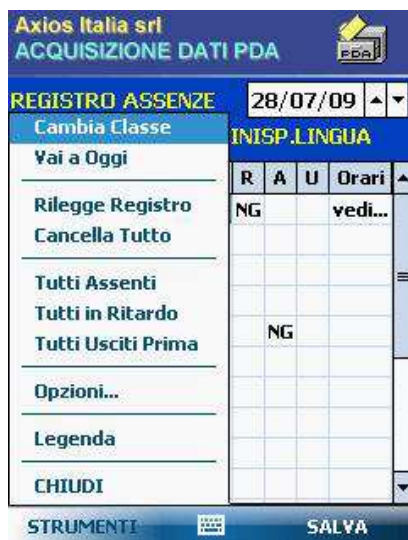 Axios Italia srl
ACQUISIZIONE DATI PDA
PDA
REGISTRO ASSENZE 28/07/09
Cambia Classe
INISP.LINGUA
Vai a Oggi
R A U Orari
Rilegge Registro
NG vedi...
Cancella Tutto
Tutti Assenti
Tutti in Ritardo
Tutti Usciti Prima
NG
Opzioni...
Legenda
CHIUDI
STRUMENTI SALVA